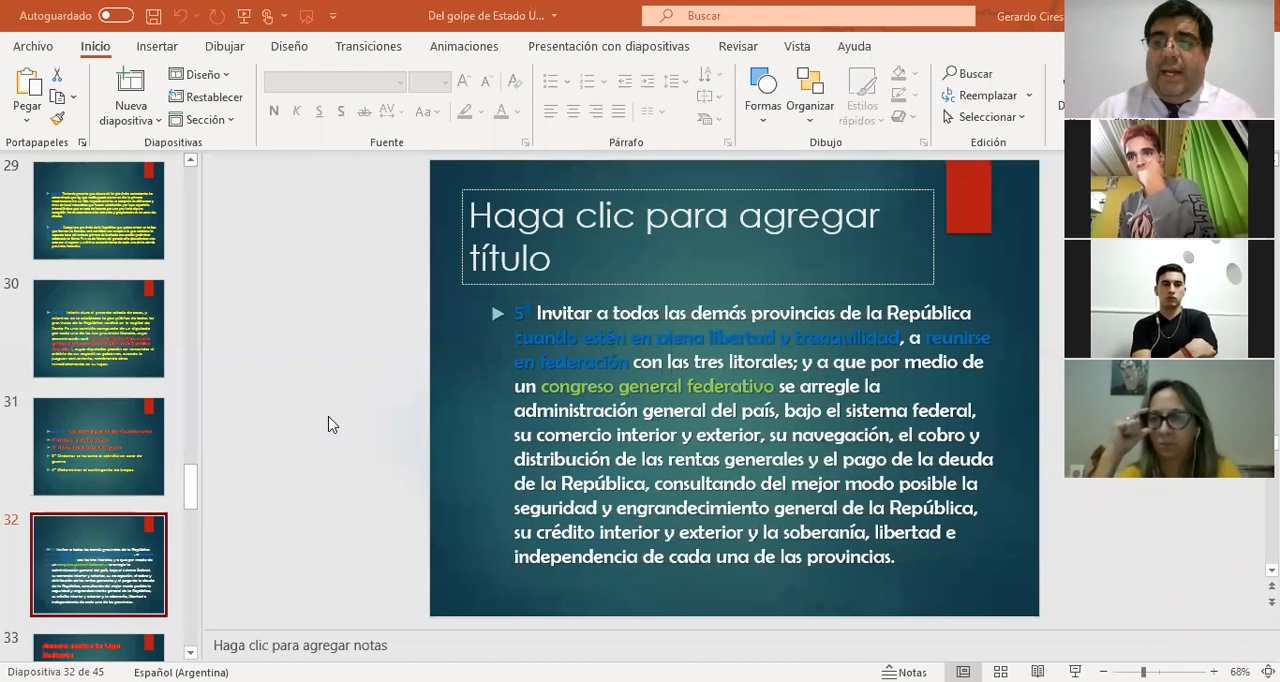 Autoguardado
Del golpe de Estado U...
Buscar
Gerardo Cires
Archivo
Inicio
Insertar
Dibujar
Diseño
Transiciones
Animaciones
Presentación con diapositivas
Revisar
Vista
Ayuda
Pegar
Nueva
diapositiva
Diseño
Restablecer
Sección
N K S S ab AV Aa A
Formas
Organizar
Estilos
rápidos
Buscar
Reemplazar
Seleccionar
Portapapeles
Diapositivas
Fuente
Párrafo
Dibujo
Edición
29
30
31
32
33
Haga clic para agregar
título
5ª Invitar a todas las demás provincias de la República
cuando estén en plena libertad y tranquilidad, a reunirse
en federación con las tres litorales; y a que por medio de
un congreso general federativo se arregle la
administración general del país, bajo el sistema federal,
su comercio interior y exterior, su navegación, el cobro y
distribución de las rentas generales y el pago de la deuda
de la República, consultando del mejor modo posible la
seguridad y engrandecimiento general de la República,
su crédito interior y exterior y la soberanía, libertad e
independencia de cada una de las provincias.
Haga clic para agregar notas
Diapositiva 32 de 45
Español (Argentina)
Notas
68%